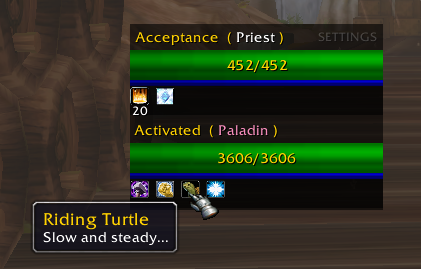 Acceptance ( Priest ) SETTINGS
452/452
20
Activated ( Paladin )
3606/3606
Riding Turtle
Slow and steady...